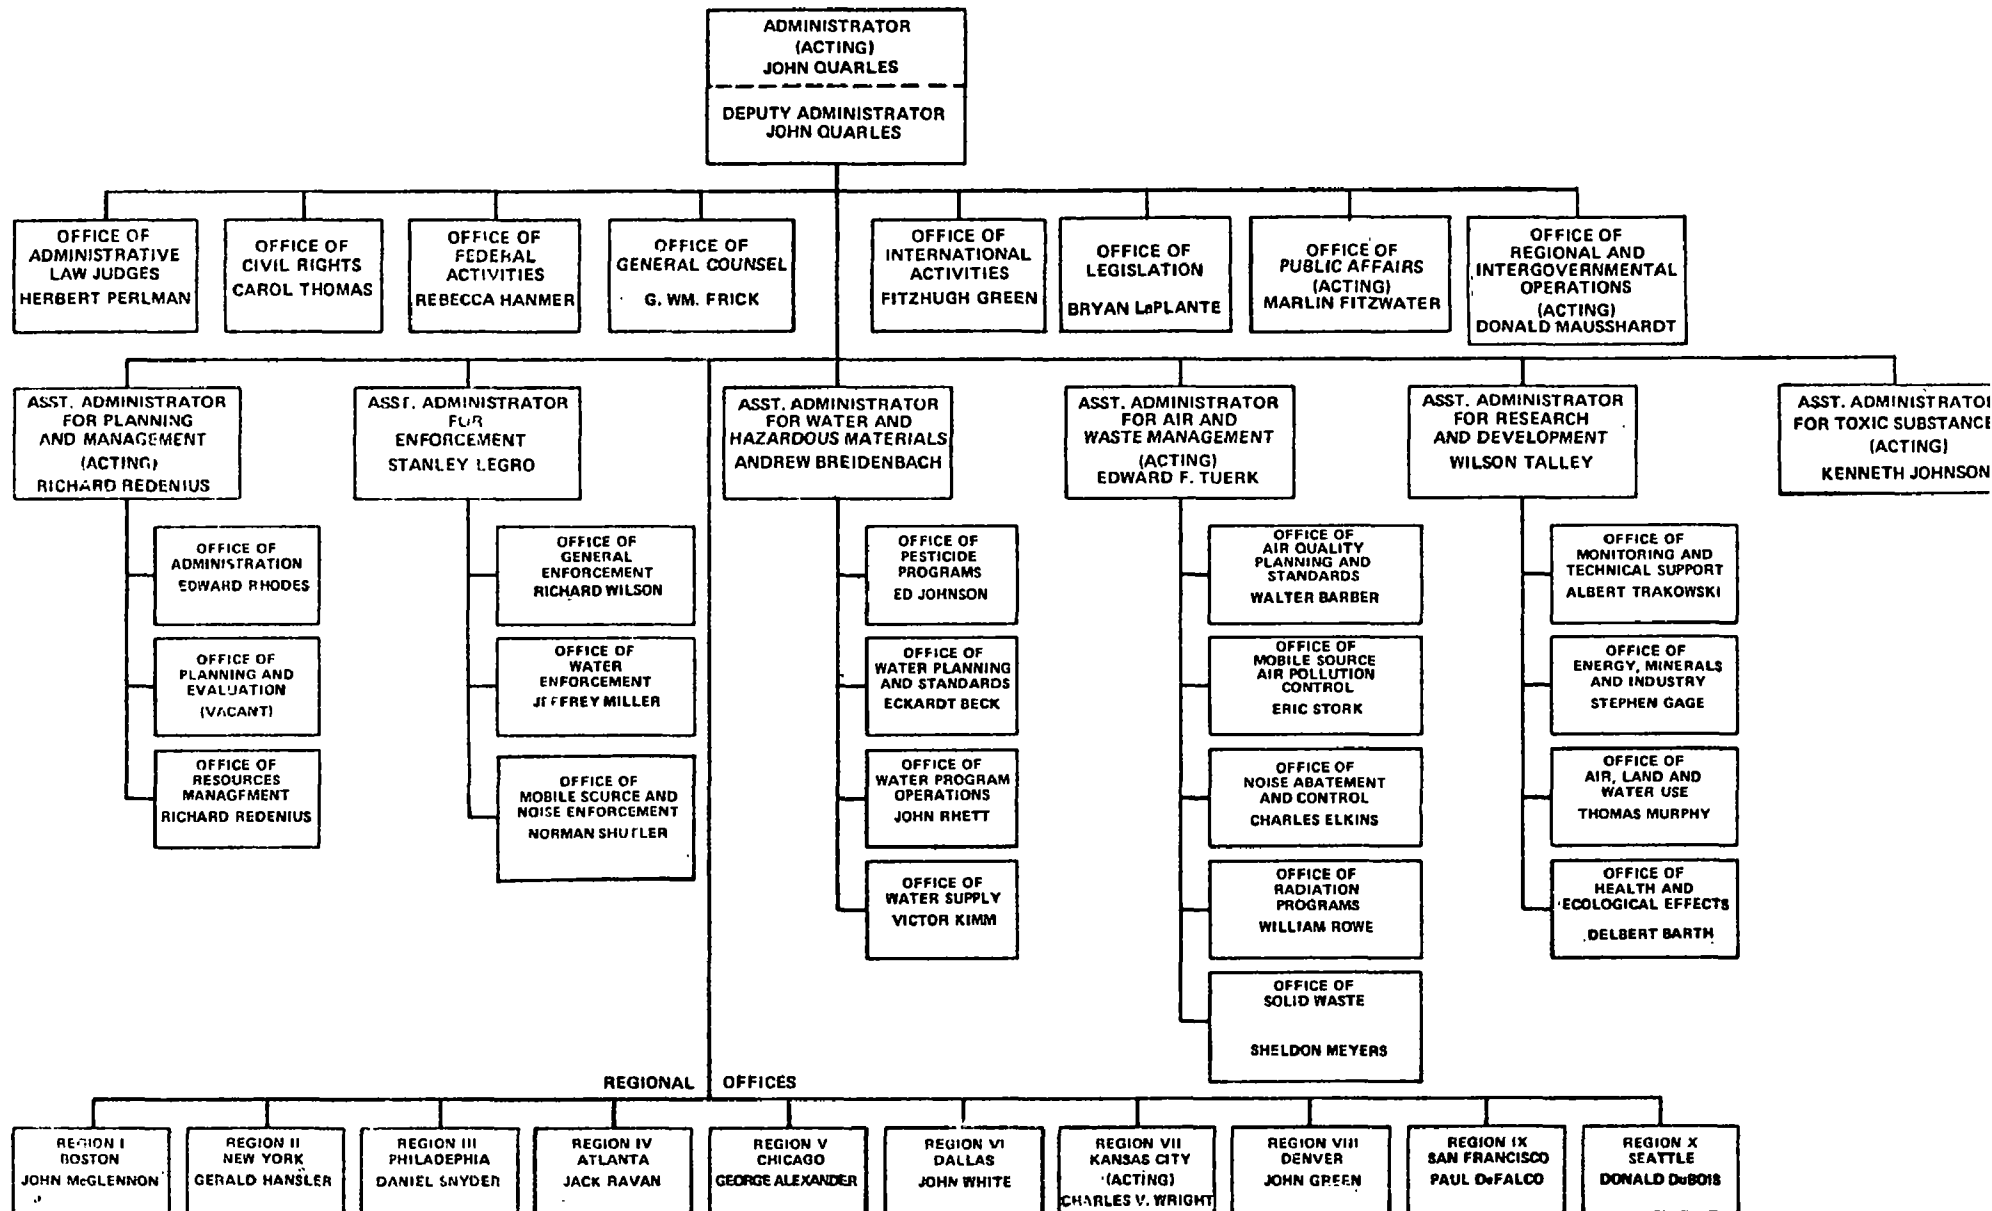 ADMINISTRATOR
(ACTING)
JOHN QUARLES
DEPUTY ADMINISTRATOR
JOHN QUARLES
OFFICE OF
ADMINISTRATIVE
LAW JUDGES
HERBERT PERLMAN
OFFICE OF
CIVIL RIGHTS
CAROL THOMAS
OFFICE OF
FEDERAL
ACTIVITIES
REBECCA HANMER
OFFICE OF
GENERAL COUNSEL
G. WM. FRICK
OFFICE OF
INTERNATIONAL
ACTIVITIES
FITZHUGH GREEN
OFFICE OF
LEGISLATION
BRYAN LaPLANTE
OFFICE OF
PUBLIC AFFAIRS
(ACTING)
MARLIN FITZWATER
OFFICE OF
REGIONAL AND
INTERGOVERNMENTAL
OPERATIONS
(ACTING)
DONALD MAUSSHARDT
ASST. ADMINISTRATOR
FOR PLANNING
AND MANAGEMENT
(ACTING)
RICHARD REDENIUS
ASST. ADMINISTRATOR
FOR
ENFORCEMENT
STANLEY LEGRO
ASST. ADMINISTRATOR
FOR WATER AND
HAZARDOUS MATERIALS
ANDREW BREIDENBACH
ASST. ADMINISTRATOR
FOR AIR AND
WASTE MANAGEMENT
(ACTING)
EDWARD F. TUERK
ASST. ADMINISTRATOR
FOR RESEARCH
AND DEVELOPMENT
WILSON TALLEY
ASST. ADMINISTRATO
FOR TOXIC SUBSTANCE
(ACTING)
KENNETH JOHNSON
OFFICE OF
ADMINISTRATION
EDWARD RHODES
OFFICE OF
PLANNING AND
EVALUATION
(VACANT)
OFFICE OF
RESOURCES
MANAGEMENT
RICHARD REDENIUS
OFFICE OF
GENERAL
ENFORCEMENT
RICHARD WILSON
OFFICE OF
WATER
ENFORCEMENT
JEFFREY MILLER
OFFICE OF
MOBILE SOURCE AND
NOISE ENFORCEMENT
NORMAN SHUTLER
OFFICE OF
PESTICIDE
PROGRAMS
ED JOHNSON
OFFICE OF
WATER PLANNING
AND STANDARDS
ECKARDT BECK
OFFICE OF
WATER PROGRAM
OPERATIONS
JOHN RHETT
OFFICE OF
WATER SUPPLY
VICTOR KIMM
OFFICE OF
AIR QUALITY
PLANNING AND
STANDARDS
WALTER BARBER
OFFICE OF
MOBILE SOURCE
AIR POLLUTION
CONTROL
ERIC STORK
OFFICE OF
NOISE ABATEMENT
AND CONTROL
CHARLES ELKINS
OFFICE OF
RADIATION
PROGRAMS
WILLIAM ROWE
OFFICE OF
SOLID WASTE
SHELDON MEYERS
OFFICE OF
MONITORING AND
TECHNICAL SUPPORT
ALBERT TRAKOWSKI
OFFICE OF
ENERGY, MINERALS
AND INDUSTRY
STEPHEN GAGE
OFFICE OF
AIR, LAND AND
WATER USE
THOMAS MURPHY
OFFICE OF
HEALTH AND
ECOLOGICAL EFFECTS
DELBERT BARTH
REGIONAL OFFICES
REGION I
BOSTON
JOHN McGLENNON
REGION II
NEW YORK
GERALD HANSLER
REGION III
PHILADEPHIA
DANIEL SNYDER
REGION IV
ATLANTA
JACK RAVAN
REGION V
CHICAGO
GEORGE ALEXANDER
REGION VI
DALLAS
JOHN WHITE
REGION VII
KANSAS CITY
(ACTING)
CHARLES V. WRIGHT
REGION VIII
DENVER
JOHN GREEN
REGION IX
SAN FRANCISCO
PAUL DeFALCO
REGION X
SEATTLE
DONALD DuBOIS